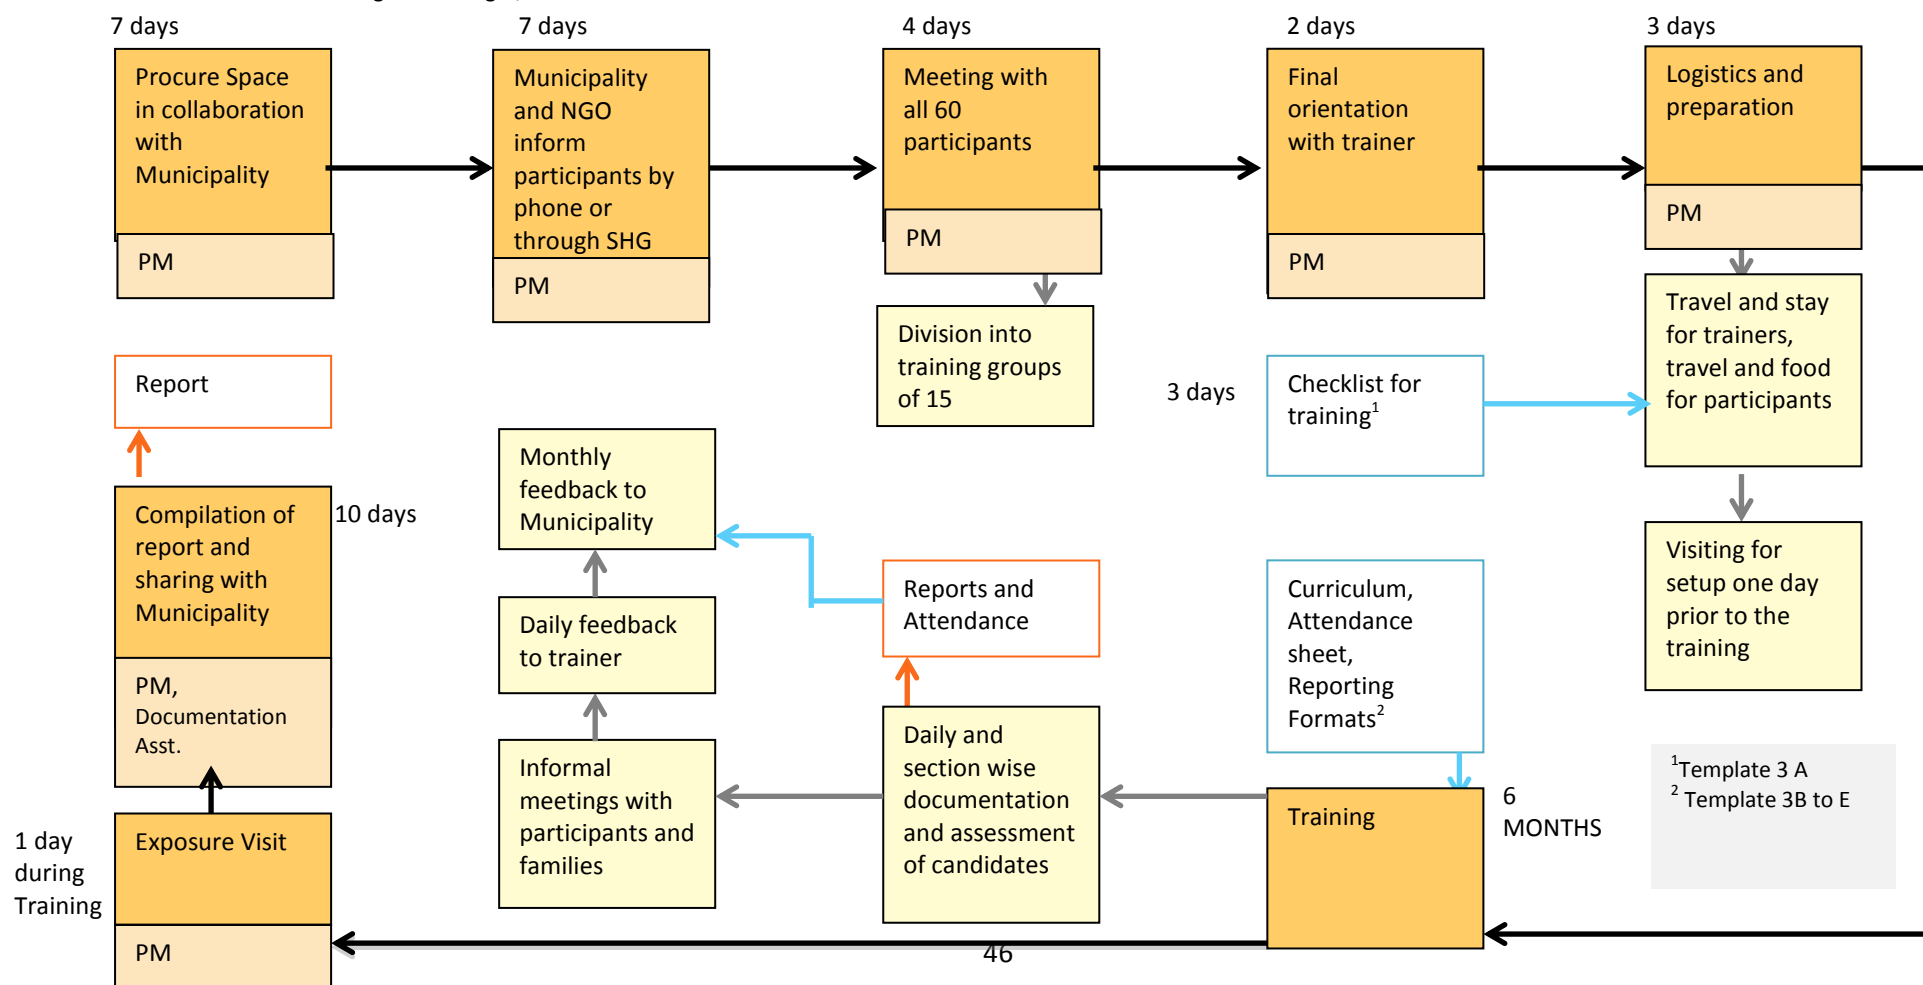 7 days
Procure Space
in collaboration
with
Municipality
PM
7 days
Municipality
and NGO
inform
participants by
phone or
through SHG
PM
4 days
Meeting with
all 60
participants
PM
Division into
training groups
of 15
2 days
Final
orientation
with trainer
PM
3 days
Logistics and
preparation
PM
Travel and stay
for trainers,
travel and food
for participants
Visiting for
setup one day
prior to the
training
3 days
Checklist for
training1
Report
Compilation of
report and
sharing with
Municipality
10 days
PM,
Documentation
Asst.
Monthly
feedback to
Municipality
Daily feedback
to trainer
Informal
meetings with
participants and
families
Reports and
Attendance
Daily and
section wise
documentation
and assessment
of candidates
Curriculum,
Attendance
sheet,
Reporting
Formats2
Training
6
MONTHS
1Template 3 A
2 Template 3B to E
1 day
during
Training
Exposure Visit
PM
46